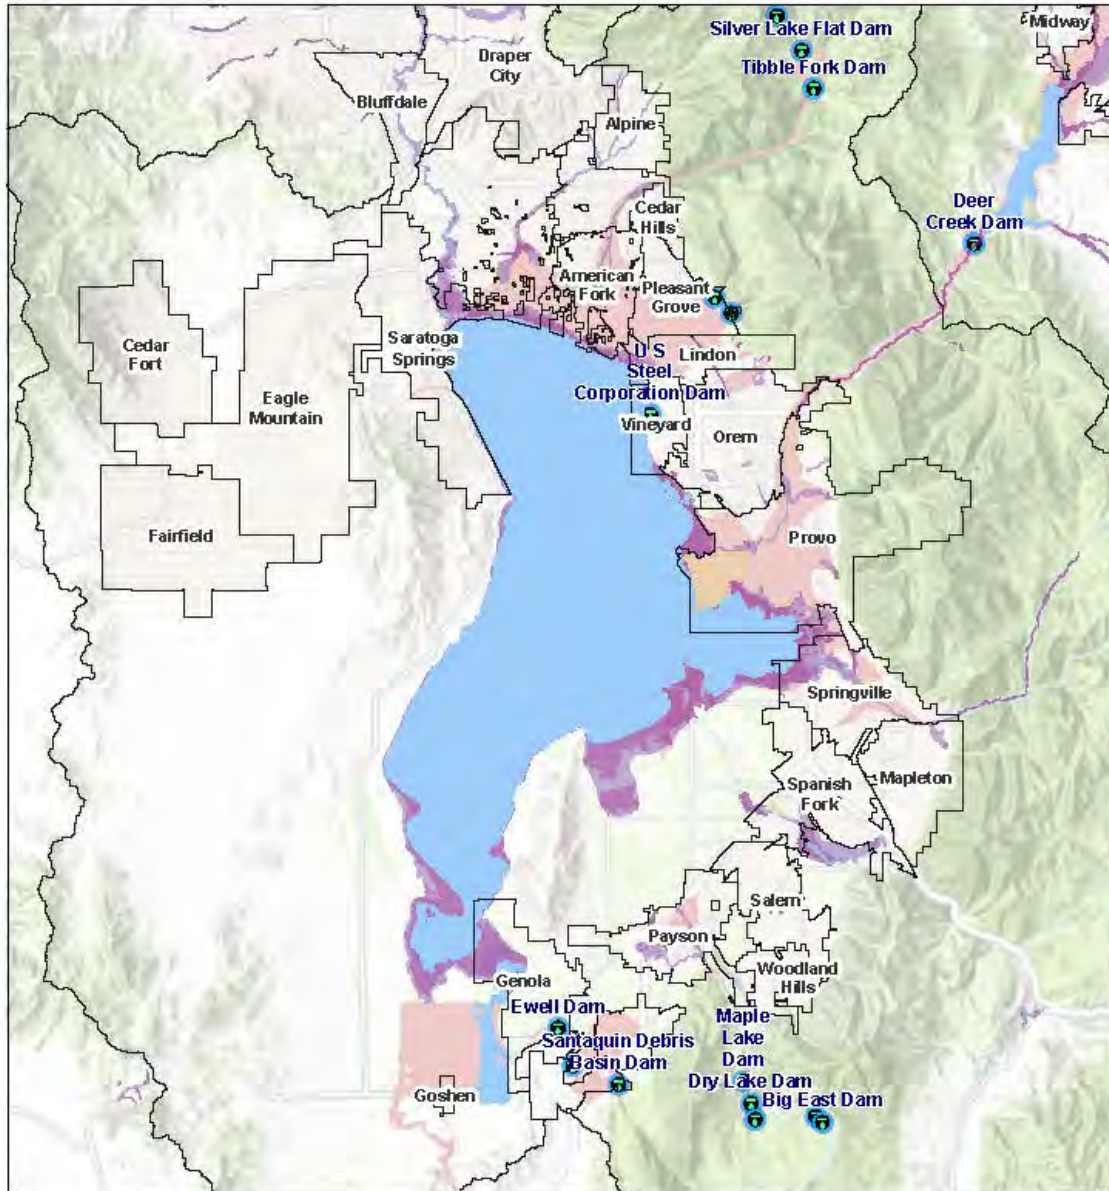 Silver Lake Flat Dam
Midway
Draper
City
Tibble Fork Dam
Bluffdale
Alpine
Deer
Creek Dam
Cedar
Hills
American
Fork
Pleasant
Grove
Saratoga
Springs
Cedar
Fort
U S
Steel
Corporation Dam
Lindon
Eagle
Mountain
Vineyard
Orem
Fairfield
Provo
Springville
Spanish
Fork
Mapleton
Salem
Payson
Woodland
Hills
Genola
Ewell Dam
Santaquin Debris
Basin Dam
Maple
Lake
Dam
Dry Lake Dam
Goshen
Big East Dam